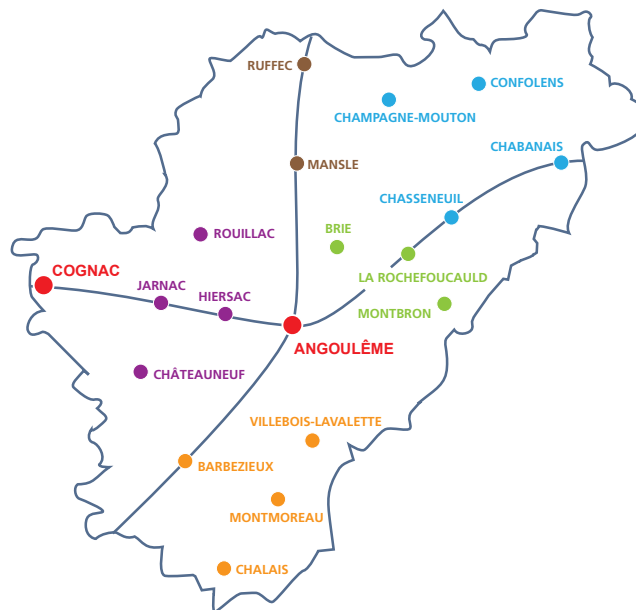 RUFFEC
CONFOLENS
CHAMPAGNE-MOUTON
CHABANAIS
MANSLE
CHASSENEUIL
ROUILLAC
BRIE
COGNAC
LA ROCHEFOUCAULD
JARNAC
HIERSAC
MONTBRON
ANGOULÊME
CHÂTEAUNEUF
VILLEBOIS-LAVALETTE
BARBEZIEUX
MONTMOREAU
CHALAIS